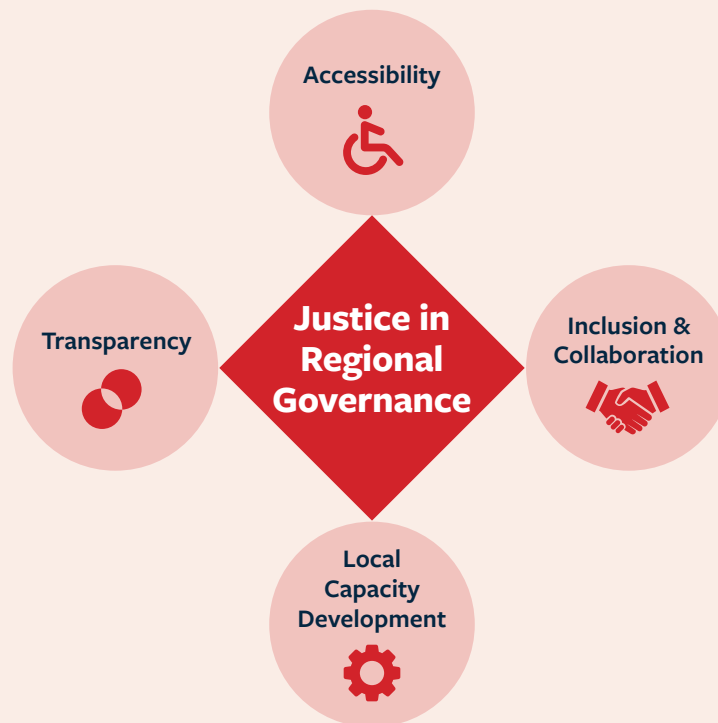 Accessibility
Transparency
Justice in
Regional
Governance
Inclusion &
Collaboration
Local
Capacity
Development